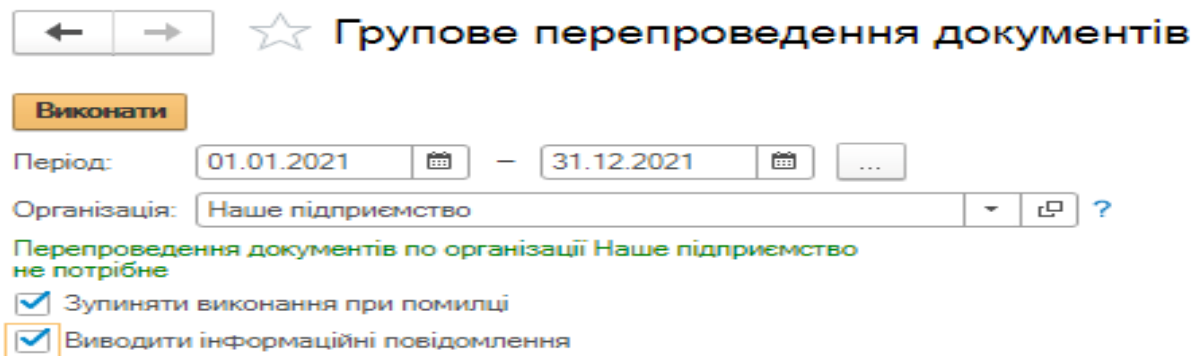 Групове перепроведення документів
Виконати
Період: 01.01.2021 – 31.12.2021 ...
Організація: Наше підприємство ?
Перепроведення документів по організації Наше підприємство
не потрібне
Зупиняти виконання при помилці
Виводити інформаційні повідомлення